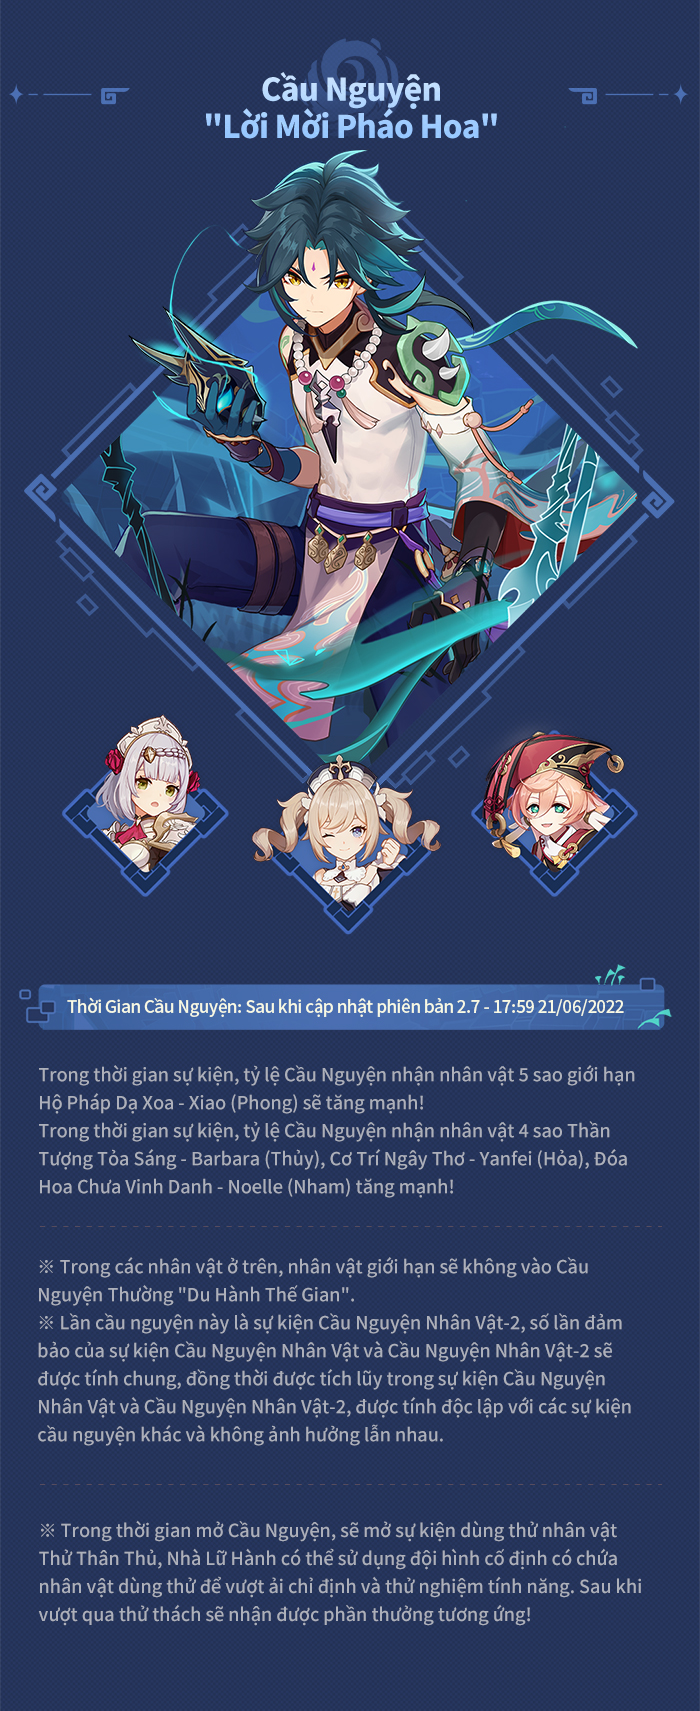 Cầu Nguyện
"Lời Mời Pháo Hoa"
Thời Gian Cầu Nguyện: Sau khi cập nhật phiên bản 2.7 - 17:59 21/06/2022
Trong thời gian sự kiện, tỷ lệ Cầu Nguyện nhận nhân vật 5 sao giới hạn
Hộ Pháp Dạ Xoa - Xiao (Phong) sẽ tăng mạnh!
Trong thời gian sự kiện, tỷ lệ Cầu Nguyện nhận nhân vật 4 sao Thần
Tượng Tỏa Sáng - Barbara (Thủy), Cơ Trí Ngây Thơ - Yanfei (Hỏa), Đóa
Hoa Chưa Vinh Danh - Noelle (Nham) tăng mạnh!
※ Trong các nhân vật ở trên, nhân vật giới hạn sẽ không vào Cầu
Nguyện Thường "Du Hành Thế Gian".
※ Lần cầu nguyện này là sự kiện Cầu Nguyện Nhân Vật-2, số lần đảm
bảo của sự kiện Cầu Nguyện Nhân Vật và Cầu Nguyện Nhân Vật-2 sẽ
được tính chung, đồng thời được tích lũy trong sự kiện Cầu Nguyện
Nhân Vật và Cầu Nguyện Nhân Vật-2, được tính độc lập với các sự kiện
cầu nguyện khác và không ảnh hưởng lẫn nhau.
※ Trong thời gian mở Cầu Nguyện, sẽ mở sự kiện dùng thử nhân vật
Thử Thân Thủ, Nhà Lữ Hành có thể sử dụng đội hình cố định có chứa
nhân vật dùng thử để vượt ải chỉ định và thử nghiệm tính năng. Sau khi
vượt qua thử thách sẽ nhận được phần thưởng tương ứng!